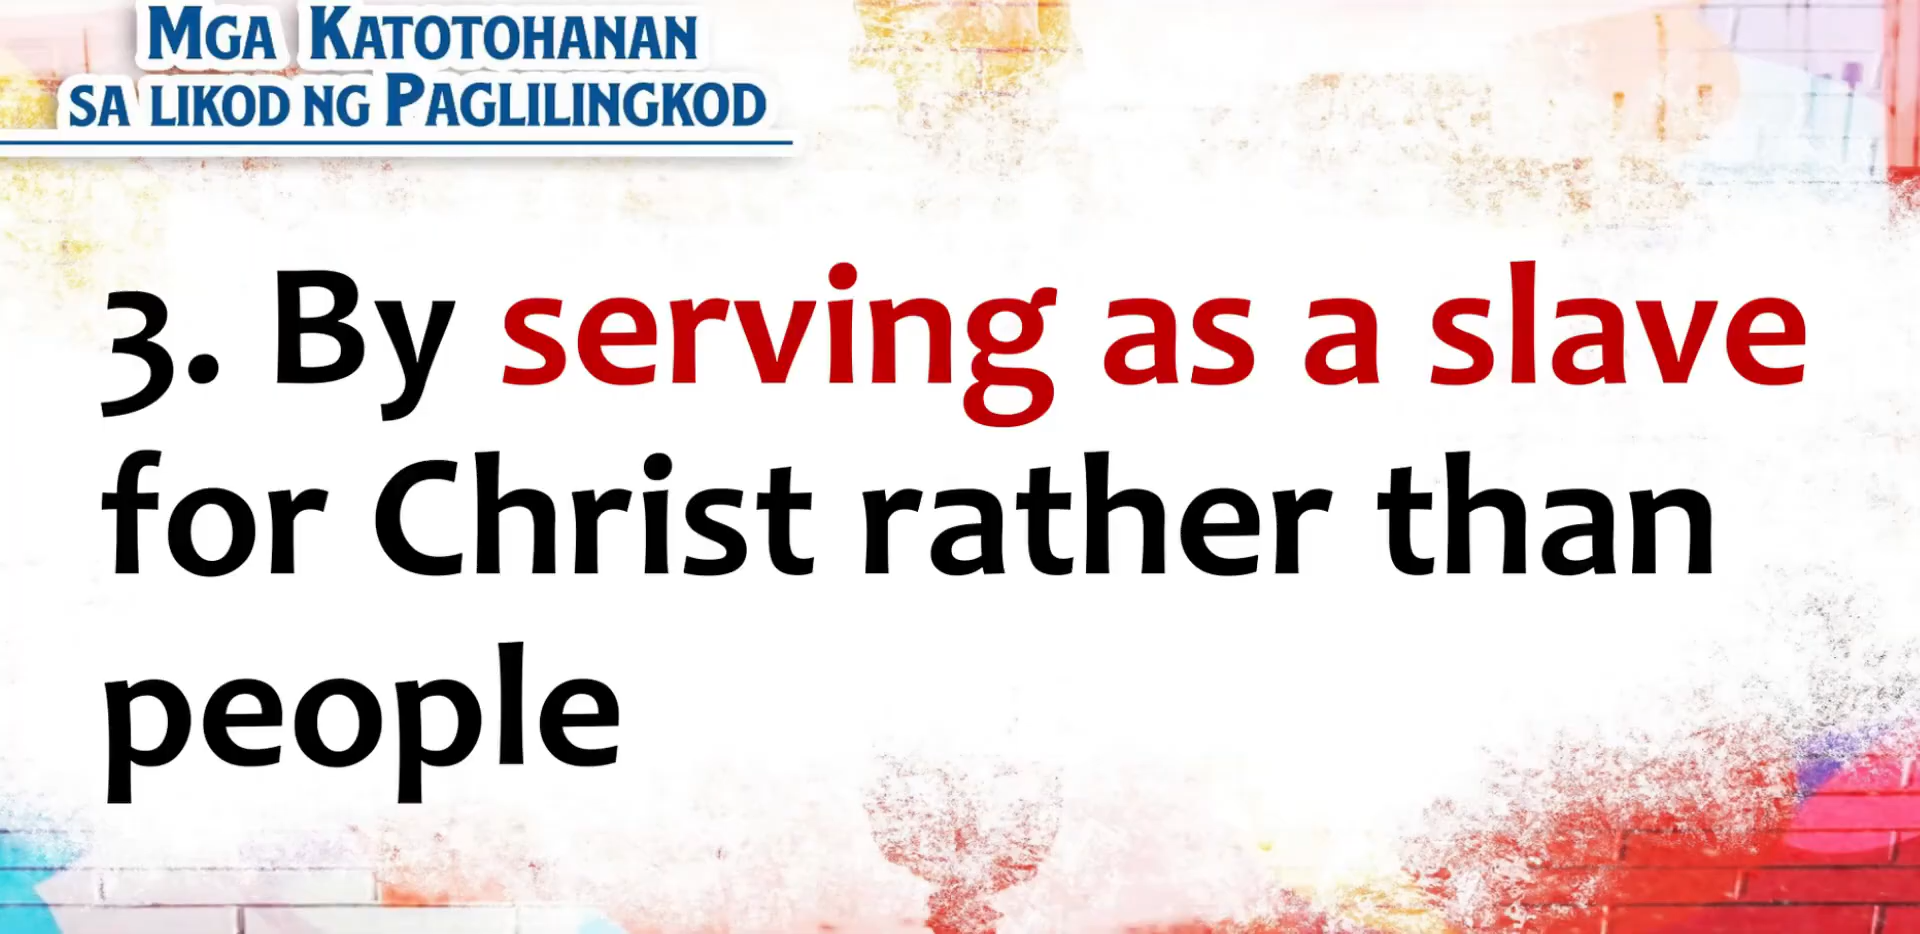 MGA KATOTOHANAN
SA LIKOD NG PAGLILINGKOD
3. By serving as a slave
for Christ rather than
people